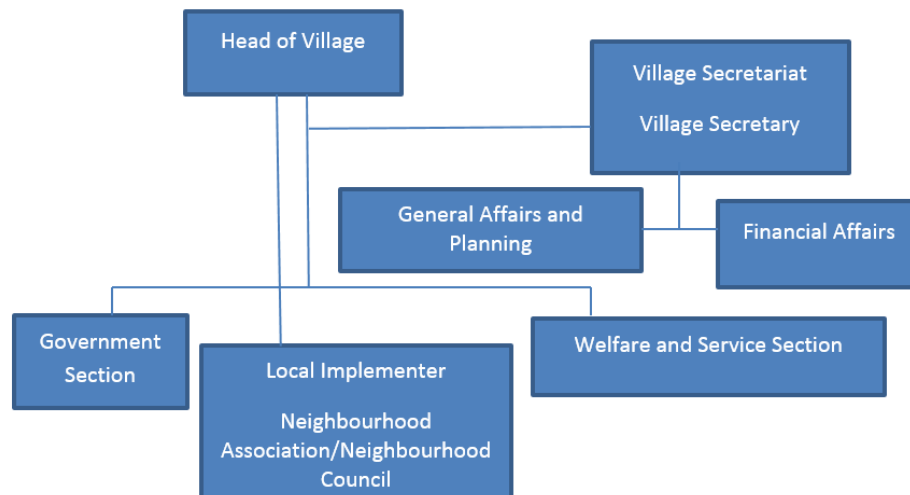 Head of Village
Village Secretariat
Village Secretary
General Affairs and
Planning
Financial Affairs
Government
Section
Local Implementer
Neighbourhood
Association/Neighbourhood
Council
Welfare and Service Section